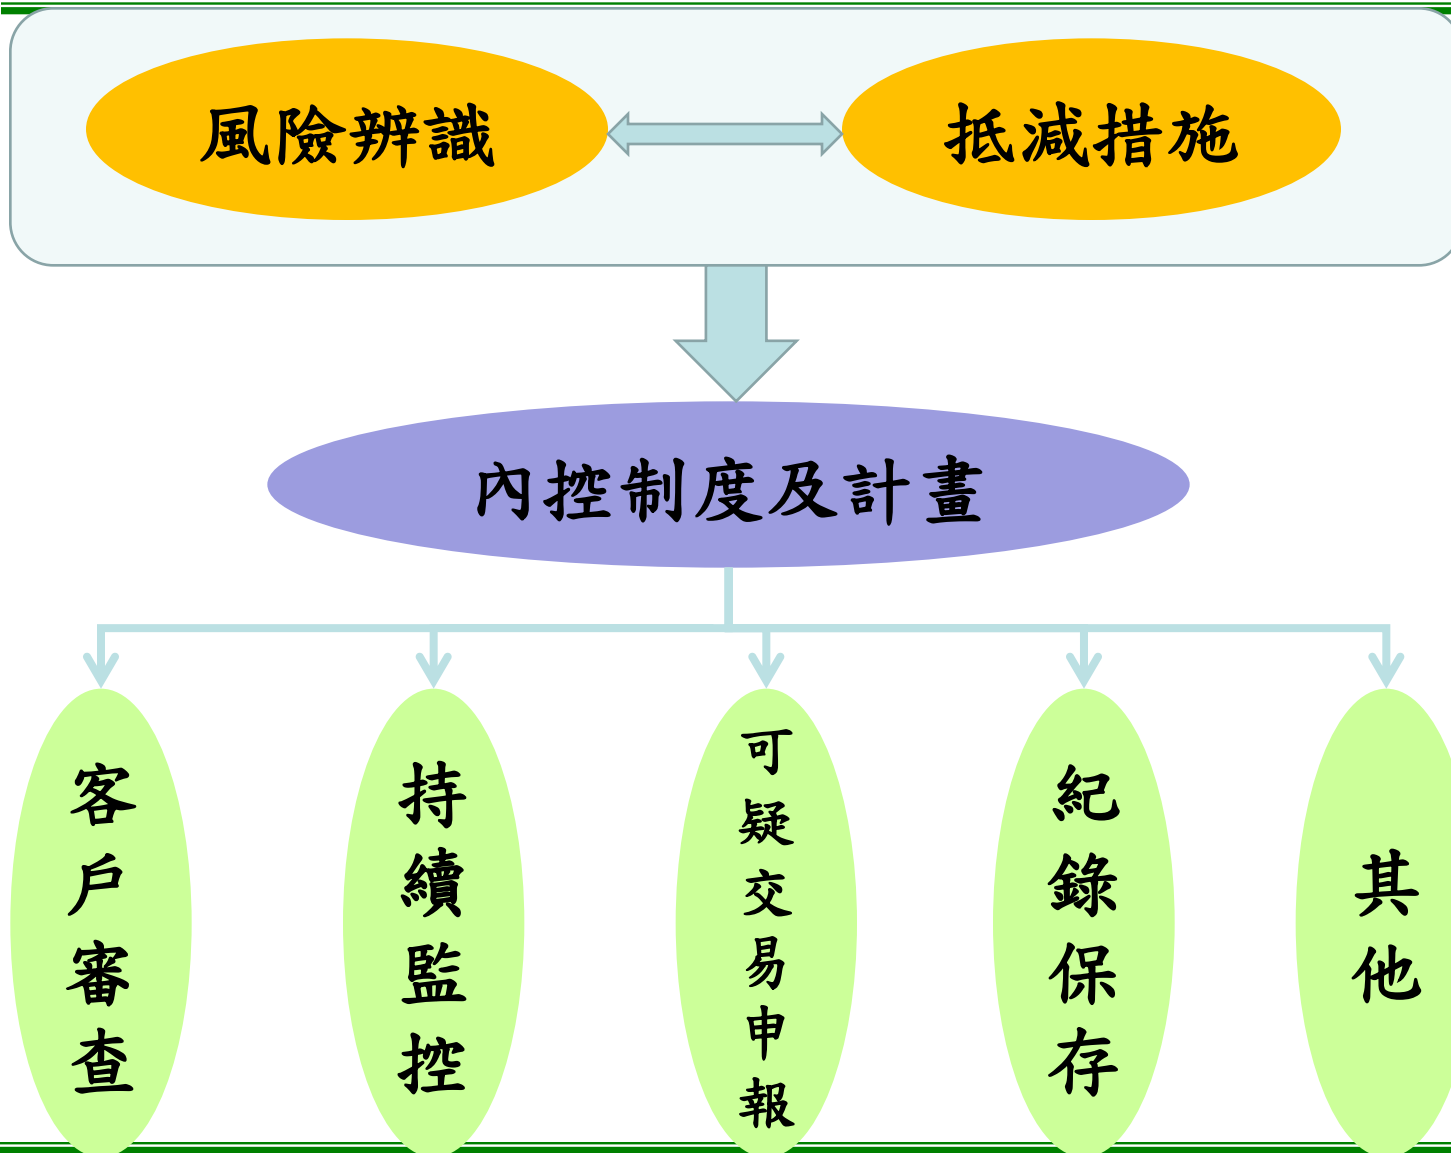 風險辨識
抵減措施
內控制度及計畫
客戶審查
持續監控
可疑交易申報
紀錄保存
其他